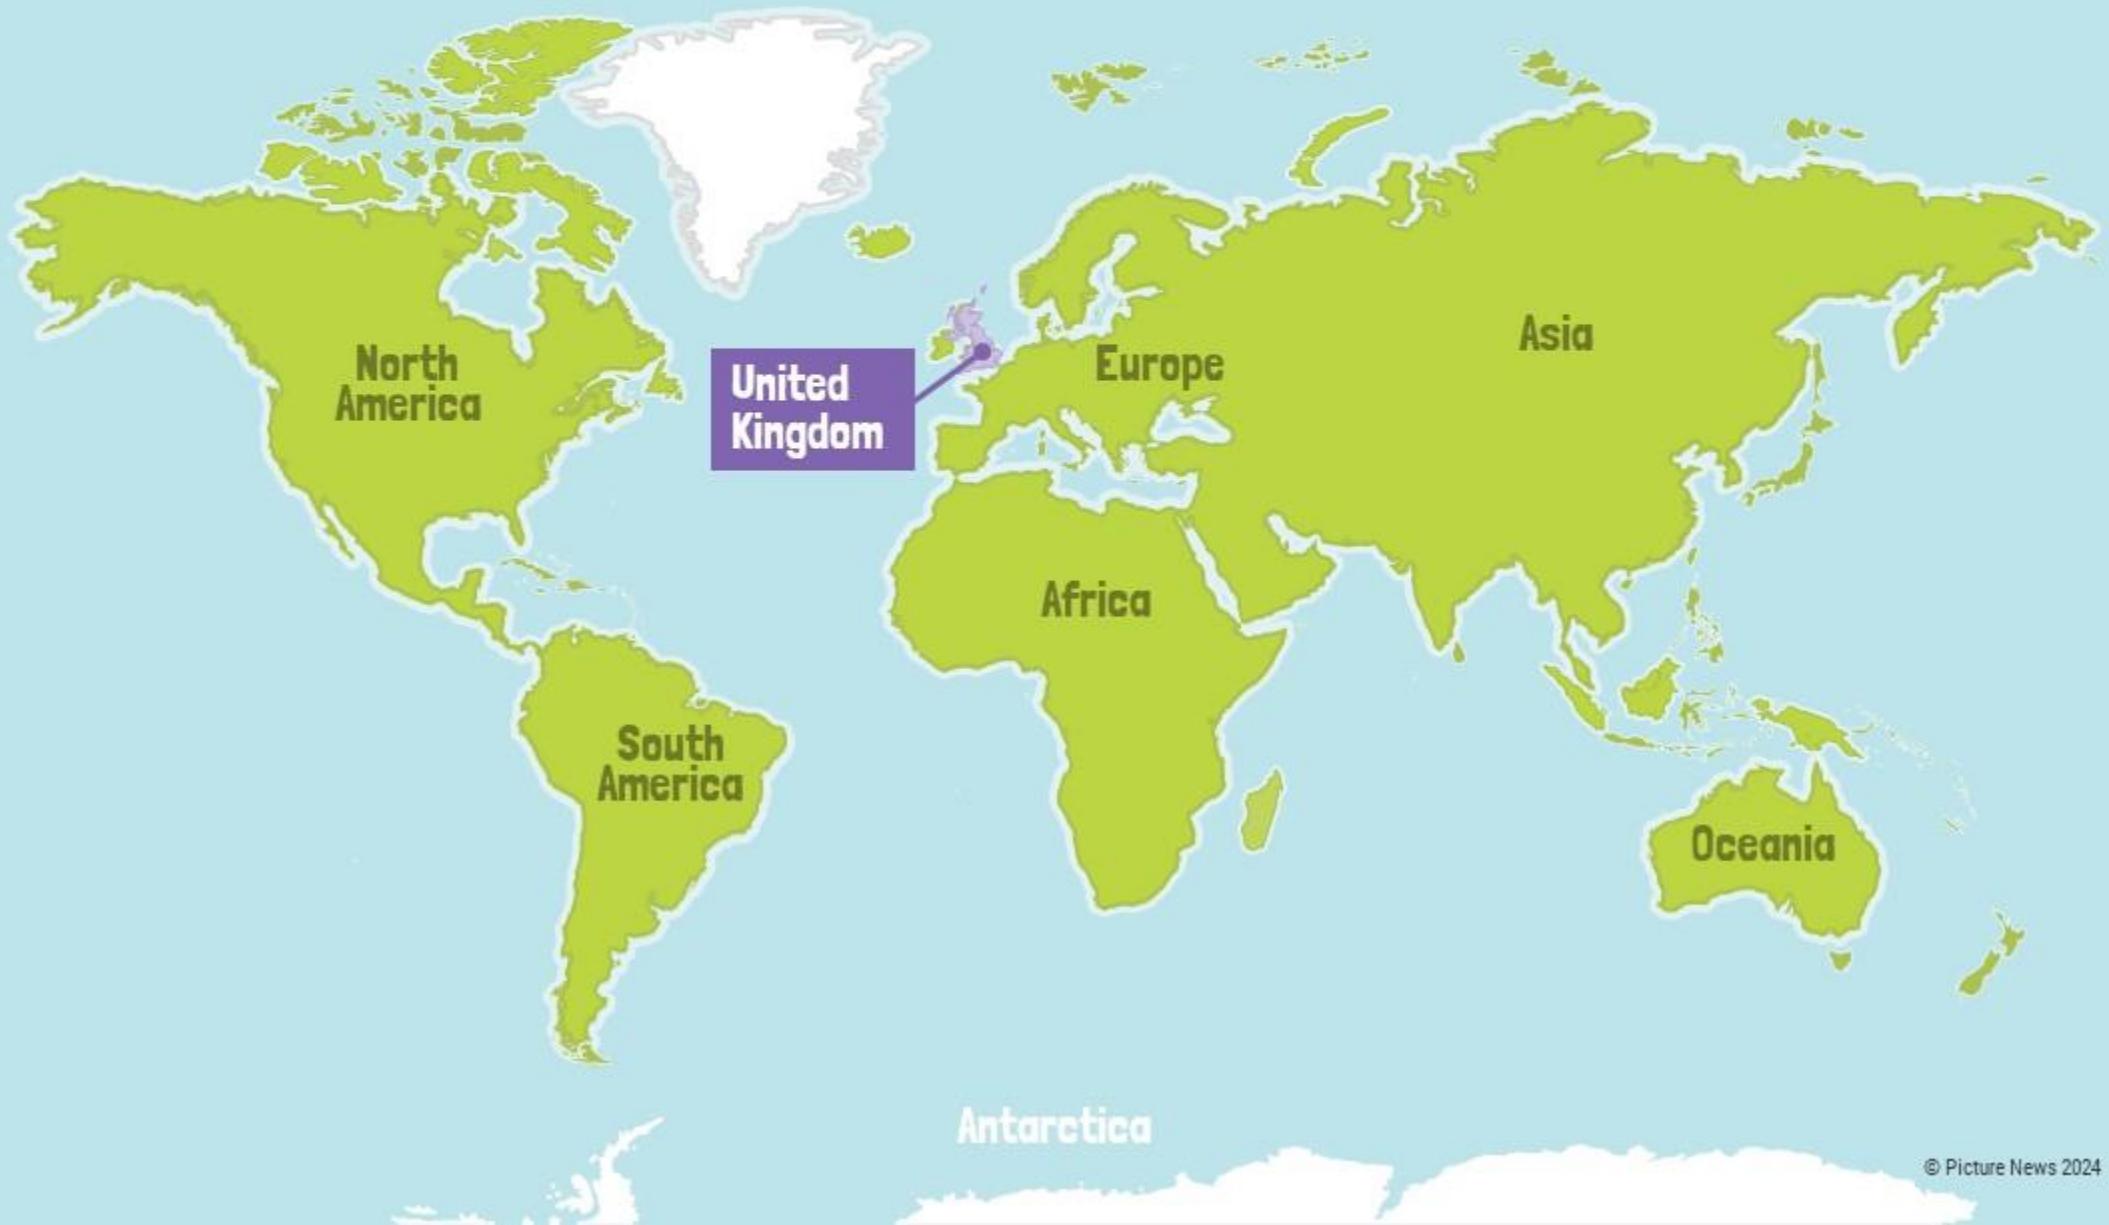 North
America
United
Kingdom
Europe
Asia
Africa
South
America
Oceania
Antarctica
© Picture News 2024